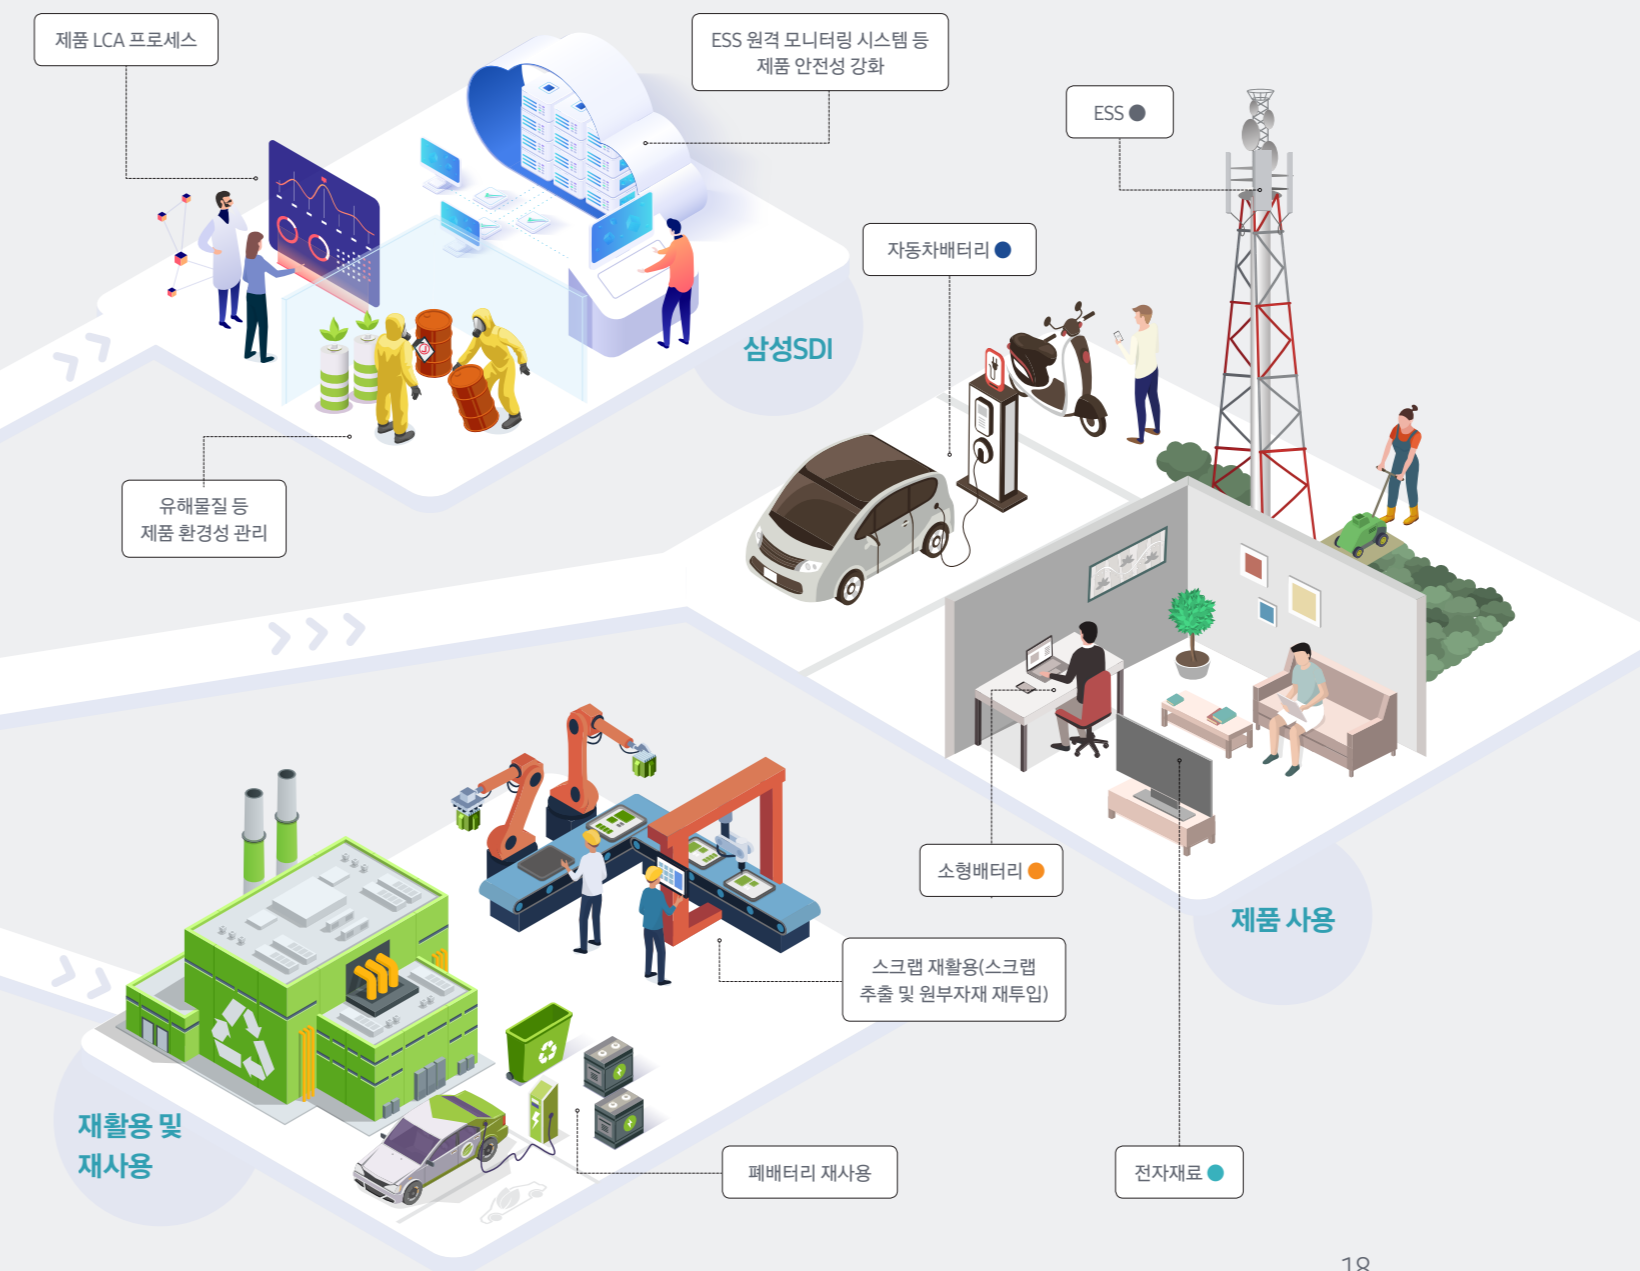 제품 LCA 프로세스
ESS 원격 모니터링 시스템 등
제품 안전성 강화
ESS
자동차배터리
삼성SDI
유해물질 등
제품 환경성 관리
소형배터리
제품 사용
스크랩 재활용(스크랩
추출 및 원부자재 재투입)
재활용 및
재사용
폐배터리 재사용
전자재료
18